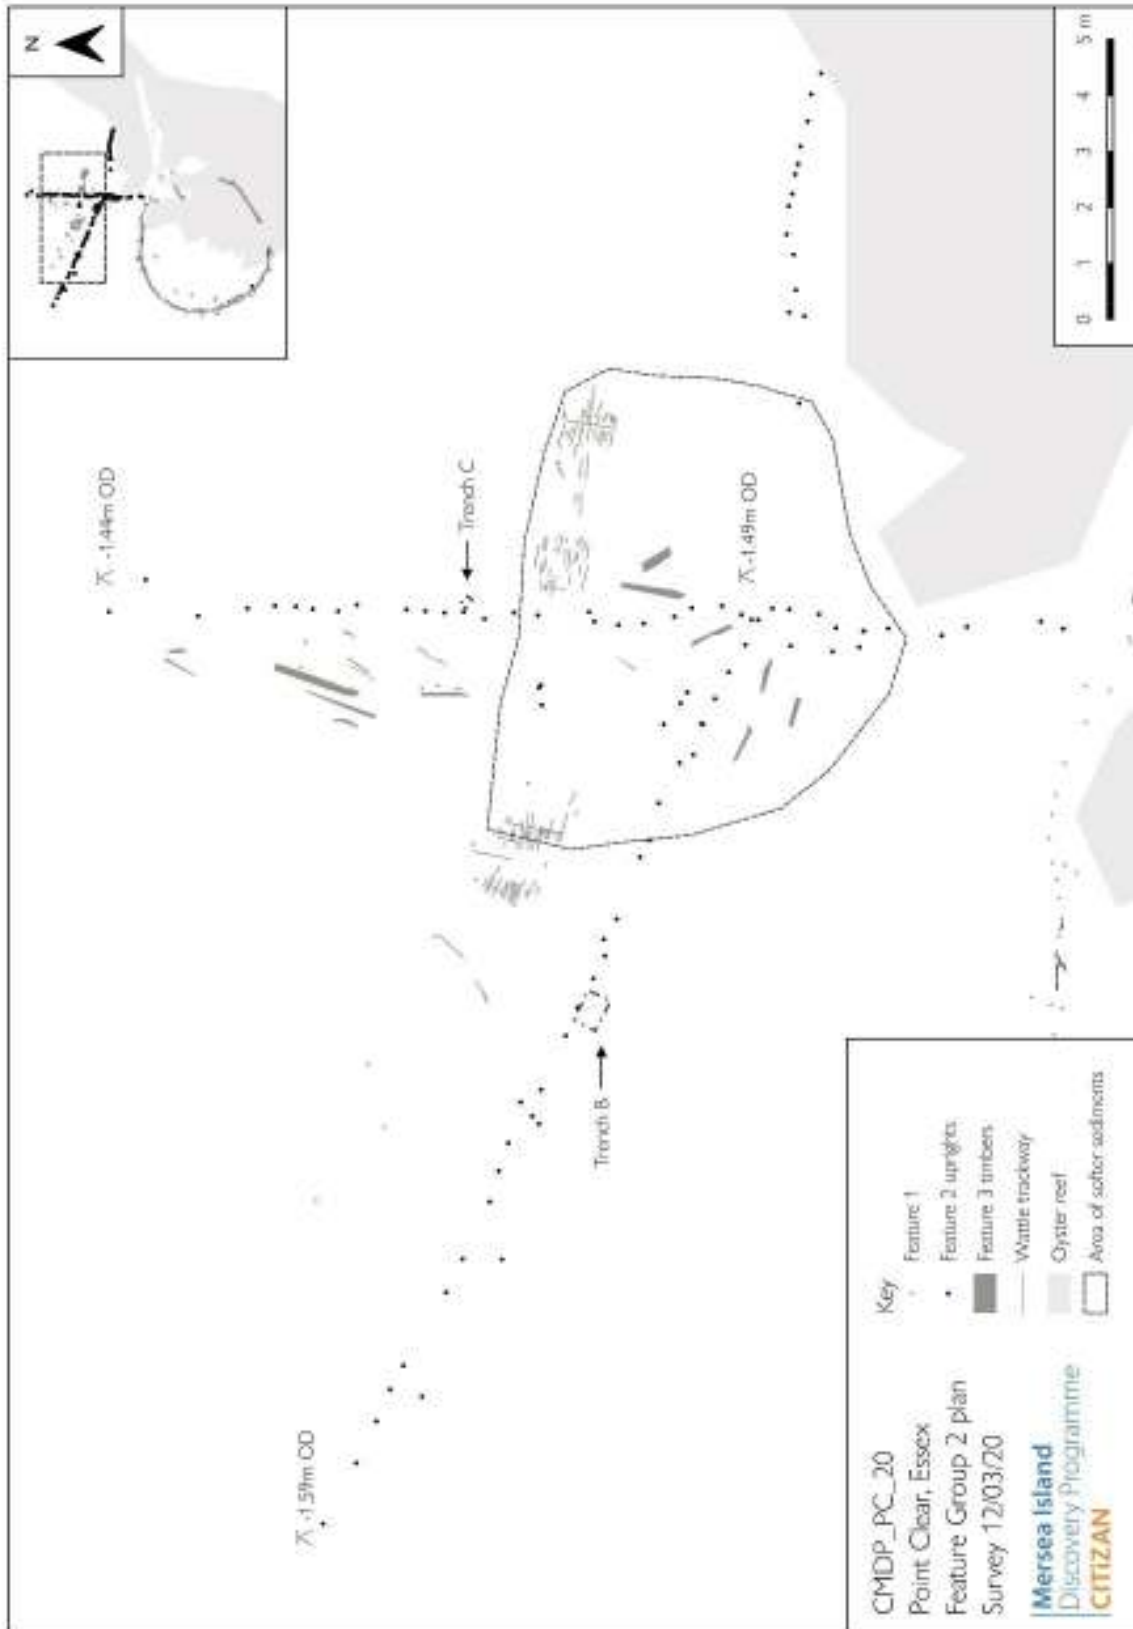 N
⊼ -1.44m OD
Trench C
⊼ -1.49m OD
Trench B
⊼ -1.59m OD
0 1 2 3 4 5 m
CMDP_PC_20
Point Clear, Essex
Feature Group 2 plan
Survey 12/03/20
Mersea Island
Discovery Programme
CITiZAN
Key
Feature 1
Feature 2 uprights
Feature 3 timbers
Wattle trackway
Oyster reef
Area of softer sediments